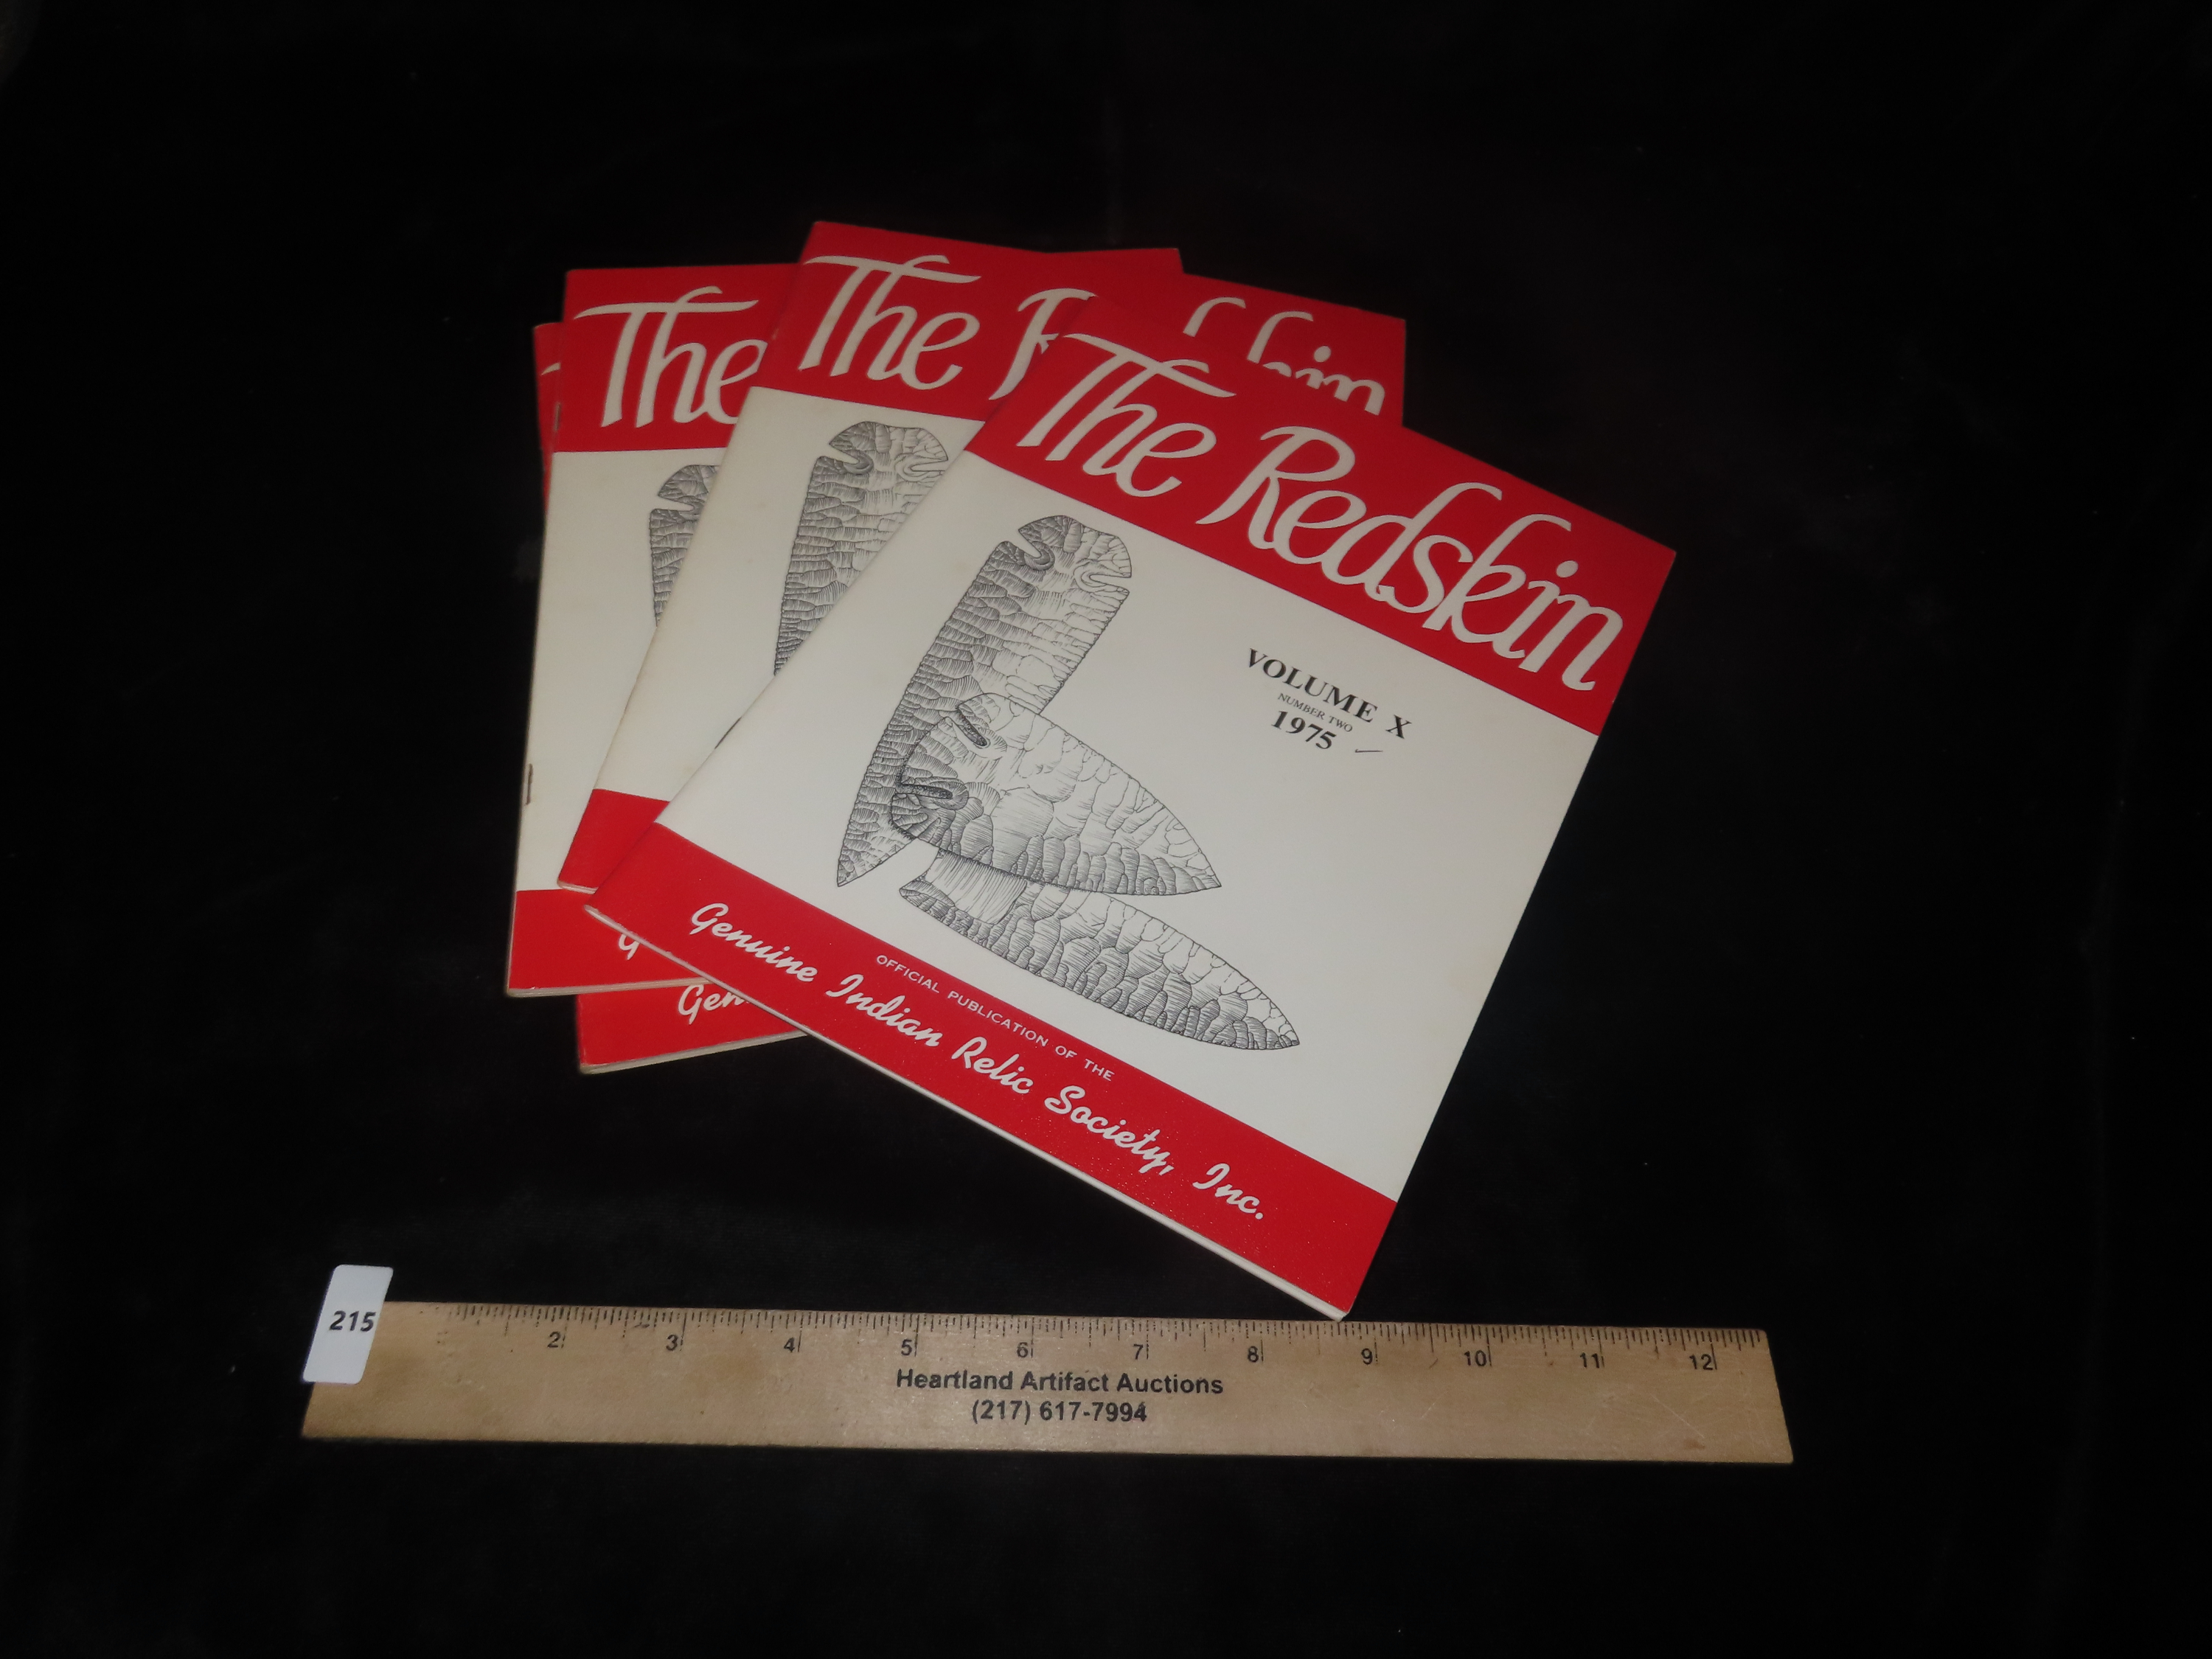 The
The
The Redskin
VOLUME X
NUMBER TWO
1975
OFFICIAL PUBLICATION OF THE
Genuine Indian Relic Society, Inc.
215
2 3 4 5 6 7 8 9 10 11 12
Heartland Artifact Auctions
(217) 617-7994